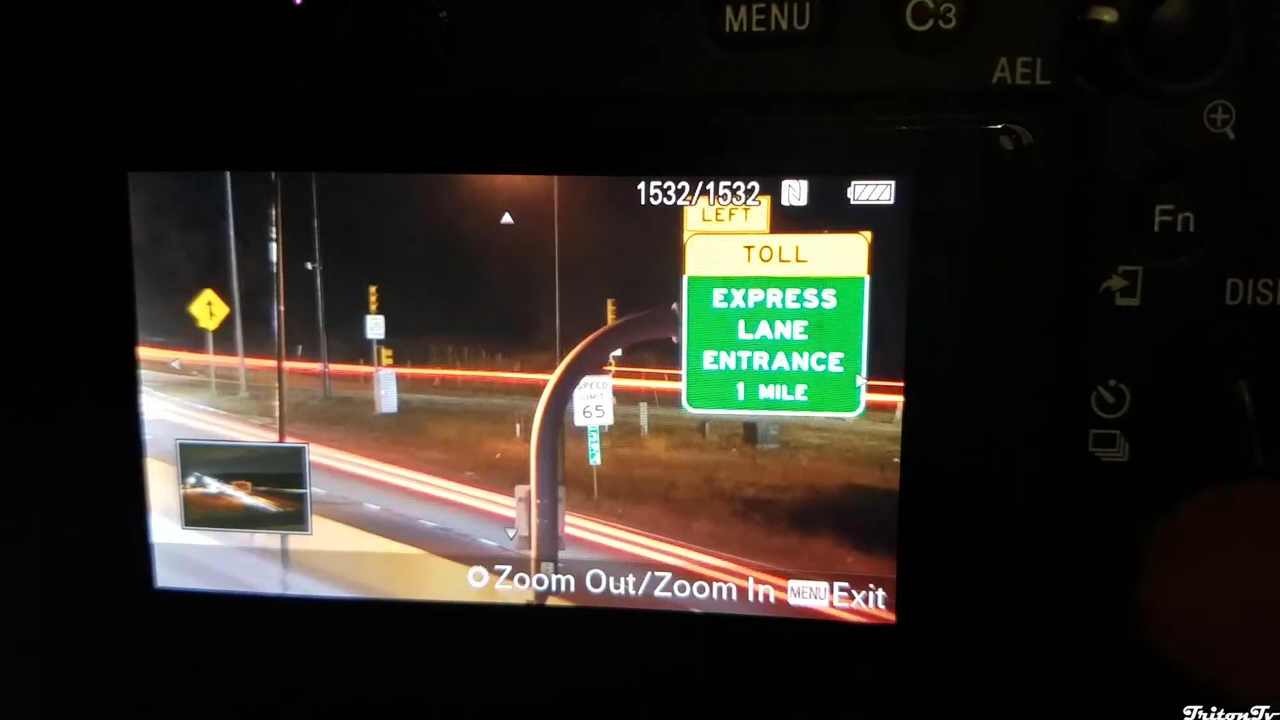 MENU
C3
AEL
1532/1532
LEFT
TOLL
EXPRESS
LANE
ENTRANCE
1 MILE
SPEED
LIMIT
65
Fn
Zoom Out/Zoom In MENU Exit
TritonTv